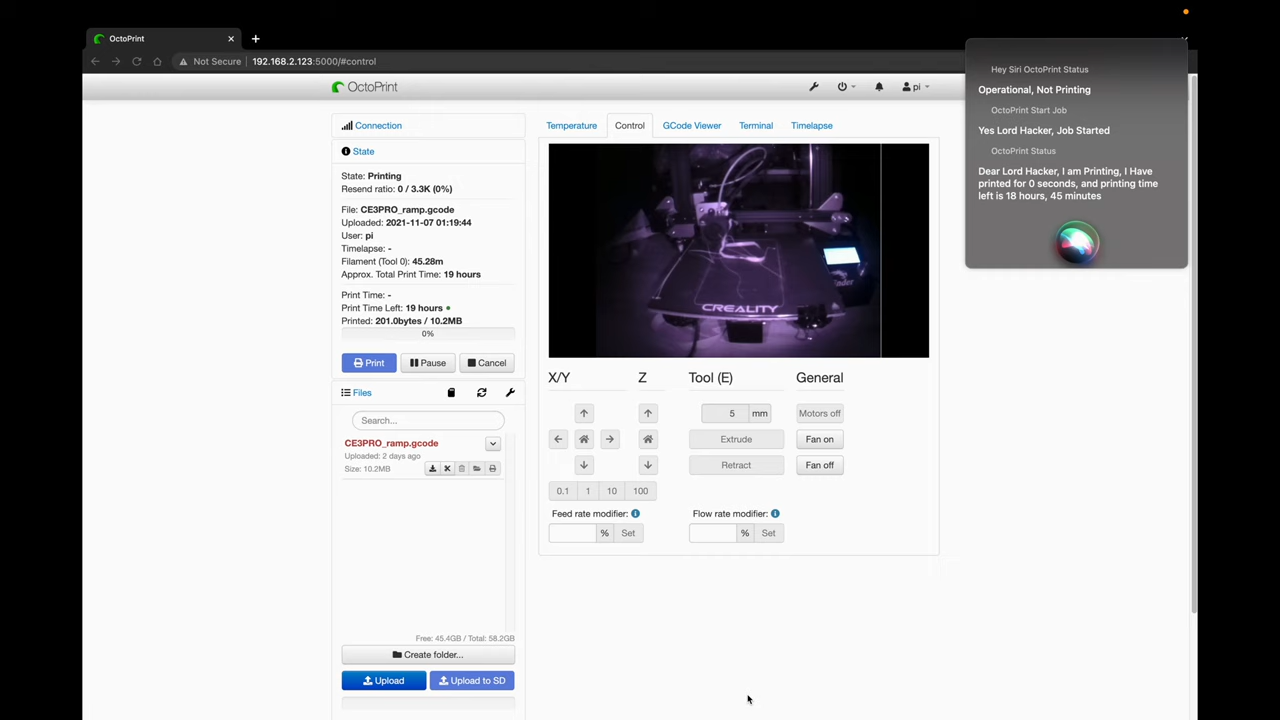 OctoPrint
Not Secure 192.168.2.123:5000/#control
Hey Siri OctoPrint Status
Operational, Not Printing
OctoPrint Start Job
Yes Lord Hacker, Job Started
OctoPrint Status
Dear Lord Hacker, I am Printing, I Have
printed for 0 seconds, and printing time
left is 18 hours, 45 minutes
OctoPrint
pi
Connection
State
State: Printing
Resend ratio: 0 / 3.3K (0%)
File: CE3PRO_ramp.gcode
Uploaded: 2021-11-07 01:19:44
User: pi
Timelapse: -
Filament (Tool 0): 45.28m
Approx. Total Print Time: 19 hours
Print Time: -
Print Time Left: 19 hours
Printed: 201.0bytes / 10.2MB
0%
Print Pause Cancel
Files
Search...
CE3PRO_ramp.gcode
Uploaded: 2 days ago
Size: 10.2MB
Free: 45.4GB / Total: 58.2GB
Create folder...
Upload Upload to SD
Temperature Control GCode Viewer Terminal Timelapse
CREALITY
X/Y Z Tool (E) General
5 mm Motors off
Extrude Fan on
Retract Fan off
0.1 1 10 100
Feed rate modifier: Flow rate modifier:
% Set % Set